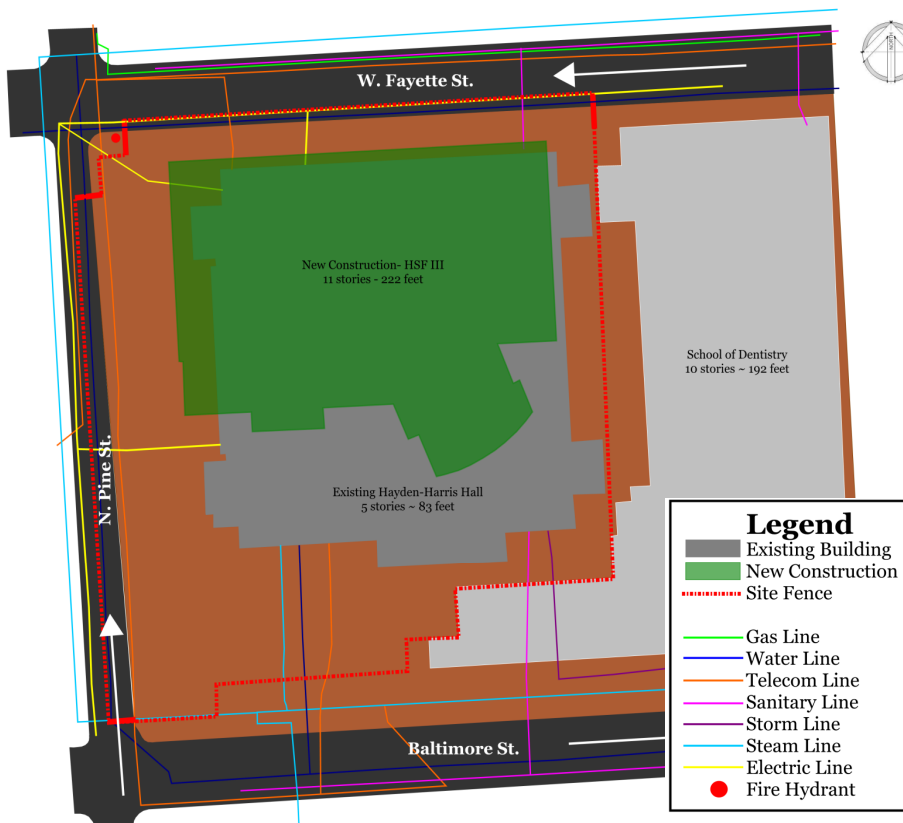 W. Fayette St.
NORTH
New Construction- HSF III
11 stories - 222 feet
School of Dentistry
10 stories ~ 192 feet
N. Pine St.
Existing Hayden-Harris Hall
5 stories ~ 83 feet
Baltimore St.
Legend
Existing Building
New Construction
Site Fence
Gas Line
Water Line
Telecom Line
Sanitary Line
Storm Line
Steam Line
Electric Line
Fire Hydrant